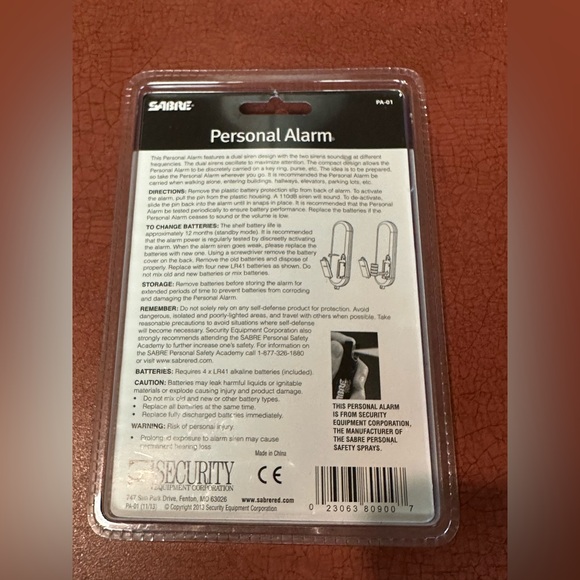 SABRE
PA-01
Personal Alarm
This Personal Alarm features a dual siren design with the two sirens sounding at different
frequencies. The dual sirens oscillate to maximize attention. The compact design allows the
Personal Alarm to be discretely carried on a key ring, purse, etc. The idea is to be prepared,
so take the Personal Alarm wherever you go. It is recommended the Personal Alarm be
carried when walking alone, entering buildings, hallways, elevators, parking lots, etc.
DIRECTIONS: Remove the plastic battery protection slip from back of alarm. To activate
the alarm, pull the pin from the plastic housing. A 110dB siren will sound. To de-activate,
slide the pin back into the alarm until in snaps in place. It is recommended that the Personal
Alarm be tested periodically to ensure battery performance. Replace the batteries if the
Personal Alarm ceases to sound or the volume is low.
TO CHANGE BATTERIES: The shelf battery life is
approximately 12 months (standby mode). It is recommended
that the alarm power is regularly tested by discreetly activating
the alarm. When the alarm siren goes weak, please replace the
batteries with new one. Using a screwdriver remove the battery
cover on the back. Remove the old batteries and dispose of
properly. Replace with four new LR41 batteries as shown. Do
not mix old and new batteries or mix batteries.
STORAGE: Remove batteries before storing the alarm for
extended periods of time to prevent batteries from corroding
and damaging the Personal Alarm.
REMEMBER: Do not solely rely on any self-defense product for protection. Avoid
dangerous, isolated and poorly-lighted areas, and travel with others when possible. Take
reasonable precautions to avoid situations where self-defense
will become necessary. Security Equipment Corporation also
strongly recommends attending the SABRE Personal Safety
Academy to further increase one's safety. For information on
the SABRE Personal Safety Academy call 1-877-326-1680
or visit www.sabrered.com.
BATTERIES: Requires 4 x LR41 alkaline batteries (included).
CAUTION: Batteries may leak harmful liquids or ignitable
materials or explode causing injury and product damage.
• Do not mix old and new or other battery types.
• Replace all batteries at the same time.
• Replace fully discharged batteries immediately.
WARNING: Risk of personal injury.
• Prolonged exposure to alarm siren may cause
permanent hearing loss.
THIS PERSONAL ALARM
IS FROM SECURITY
EQUIPMENT CORPORATION,
THE MANUFACTURER OF
THE SABRE PERSONAL
SAFETY SPRAYS.
Made in China
SECURITY
EQUIPMENT CORPORATION
CE
747 Sun Park Drive, Fenton, MO 63026
www.sabrered.com
PA-01 (11/13) © Copyright 2013 Security Equipment Corporation
0 23063 80900 7